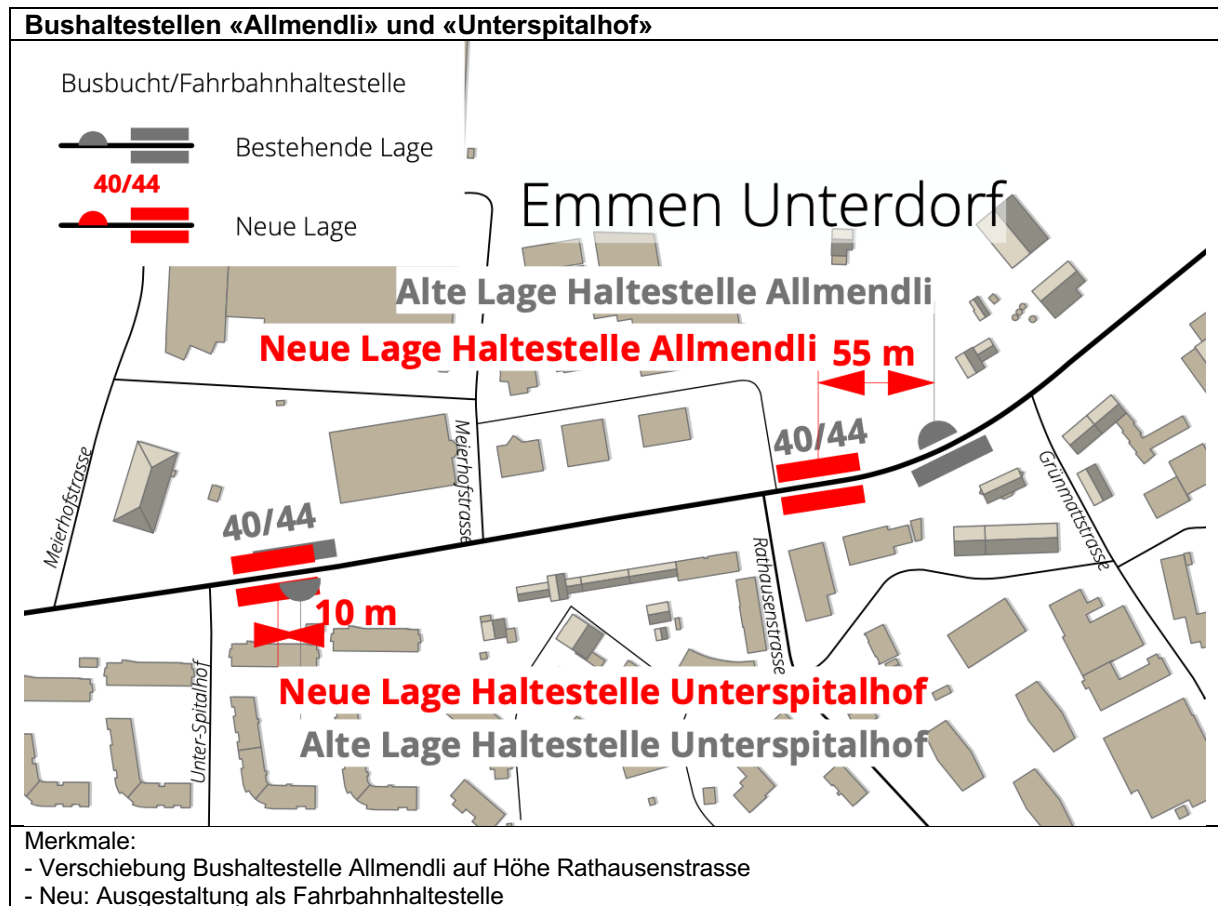 Bushaltestellen «Allmendli» und «Unterspitalhof»
Busbucht/Fahrbahnhaltestelle
Bestehende Lage
40/44
Neue Lage
Emmen Unterdorf
Alte Lage Haltestelle Allmendli
Neue Lage Haltestelle Allmendli
55 m
40/44
Meierhofstrasse
Meierhofstrasse
Grünmattstrasse
40/44
Rathausenstrasse
10 m
Unter-Spitalhof
Neue Lage Haltestelle Unterspitalhof
Alte Lage Haltestelle Unterspitalhof
Merkmale:
- Verschiebung Bushaltestelle Allmendli auf Höhe Rathausenstrasse
- Neu: Ausgestaltung als Fahrbahnhaltestelle